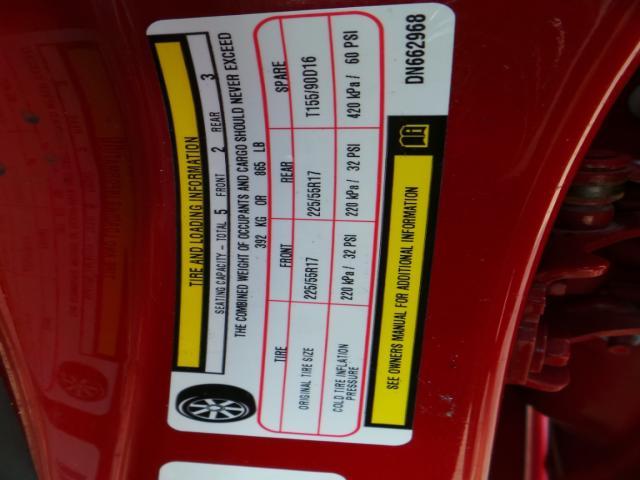 TIRE AND LOADING INFORMATION
SEATING CAPACITY - TOTAL 5 FRONT 2 REAR 3
THE COMBINED WEIGHT OF OCCUPANTS AND CARGO SHOULD NEVER EXCEED
392 KG OR 865 LB
TIRE FRONT REAR SPARE
ORIGINAL TIRE SIZE 225/55R17 225/55R17 T155/90D16
COLD TIRE INFLATION PRESSURE 220 kPa/ 32 PSI 220 kPa/ 32 PSI 420 kPa/ 60 PSI
SEE OWNERS MANUAL FOR ADDITIONAL INFORMATION
DN662968